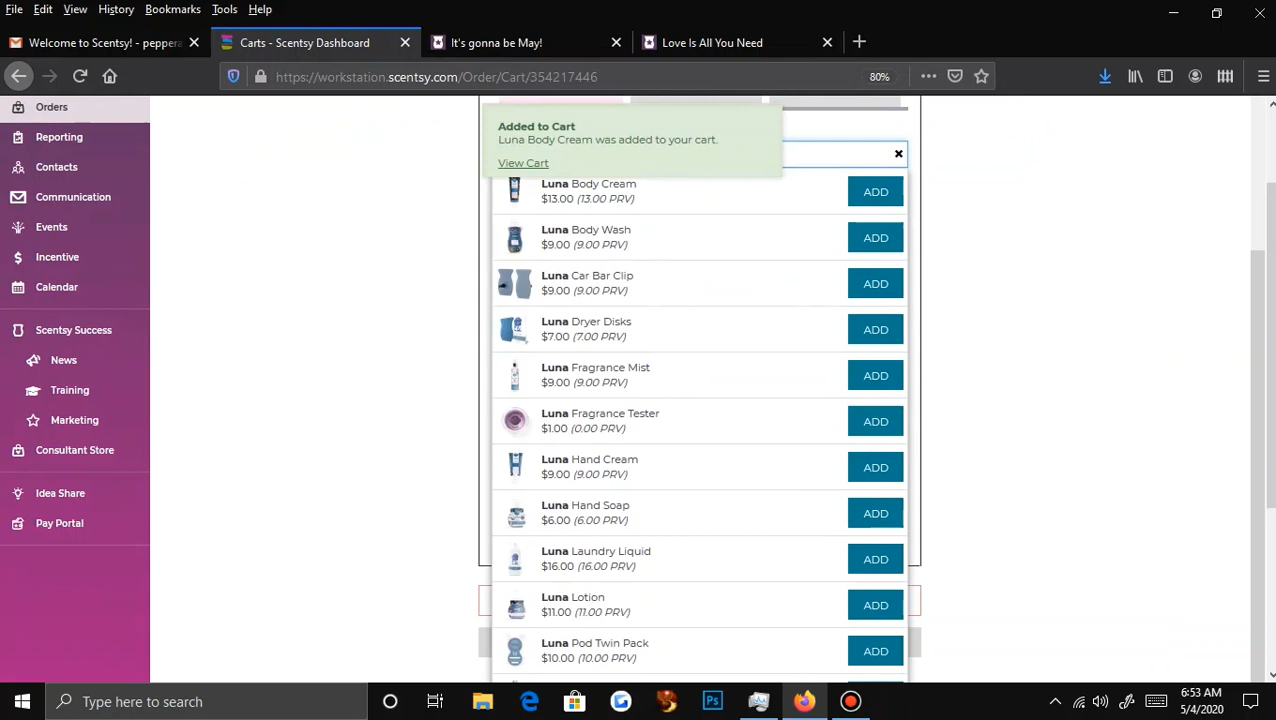 File Edit View History Bookmarks Tools Help
Welcome to Scentsy! - peppera
Carts - Scentsy Dashboard
It's gonna be May!
Love Is All You Need
https://workstation.scentsy.com/Order/Cart/354217446
80%
Orders
Reporting
Contacts
Communication
Events
Incentive
Calendar
Scentsy Success
News
Training
Marketing
Consultant Store
Idea Share
Pay Portal
Added to Cart
Luna Body Cream was added to your cart.
View Cart
Luna Body Cream
$13.00 (13.00 PRV)
ADD
Luna Body Wash
$9.00 (9.00 PRV)
ADD
Luna Car Bar Clip
$9.00 (9.00 PRV)
ADD
Luna Dryer Disks
$7.00 (7.00 PRV)
ADD
Luna Fragrance Mist
$9.00 (9.00 PRV)
ADD
Luna Fragrance Tester
$1.00 (0.00 PRV)
ADD
Luna Hand Cream
$9.00 (9.00 PRV)
ADD
Luna Hand Soap
$6.00 (6.00 PRV)
ADD
Luna Laundry Liquid
$16.00 (16.00 PRV)
ADD
Luna Lotion
$11.00 (11.00 PRV)
ADD
Luna Pod Twin Pack
$10.00 (10.00 PRV)
ADD
Type here to search
Ps
6:53 AM
5/4/2020